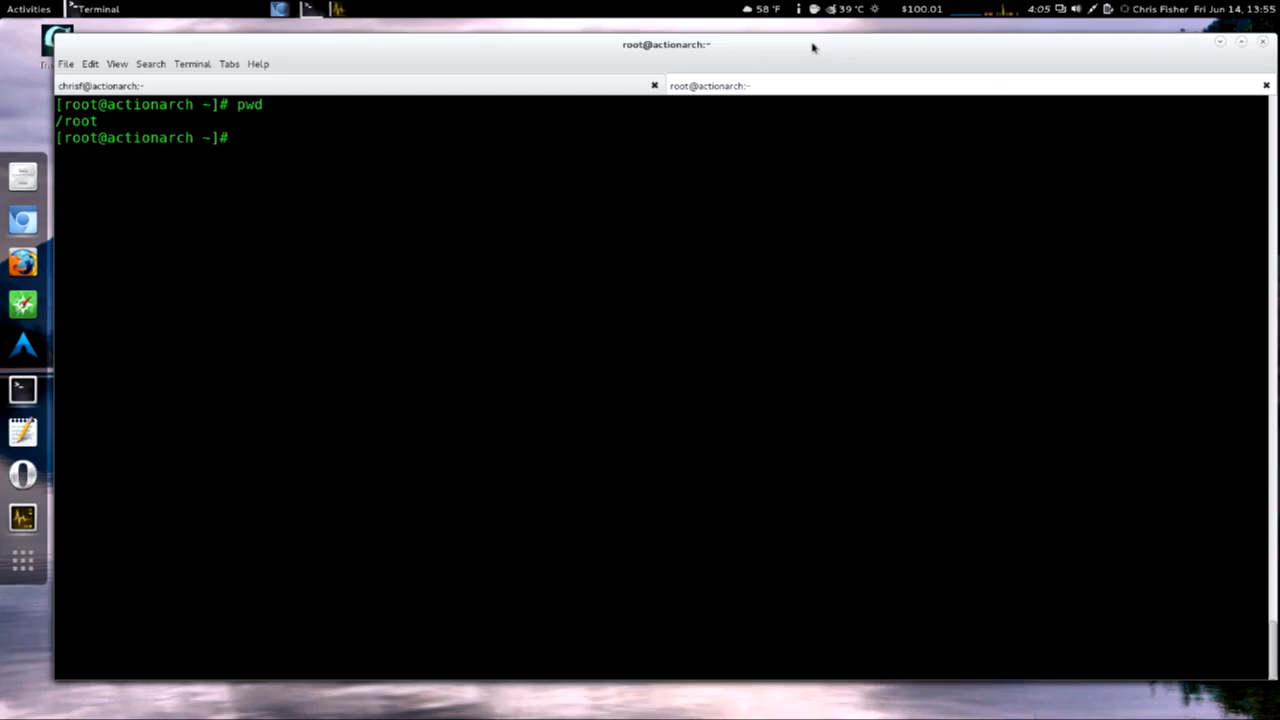 Activities Terminal 58 °F 39 °C $100.01 4:05 Chris Fisher Fri Jun 14, 13:55
root@actionarch:~
File Edit View Search Terminal Tabs Help
chrisf@actionarch:~ root@actionarch:~
[root@actionarch ~]# pwd
/root
[root@actionarch ~]#